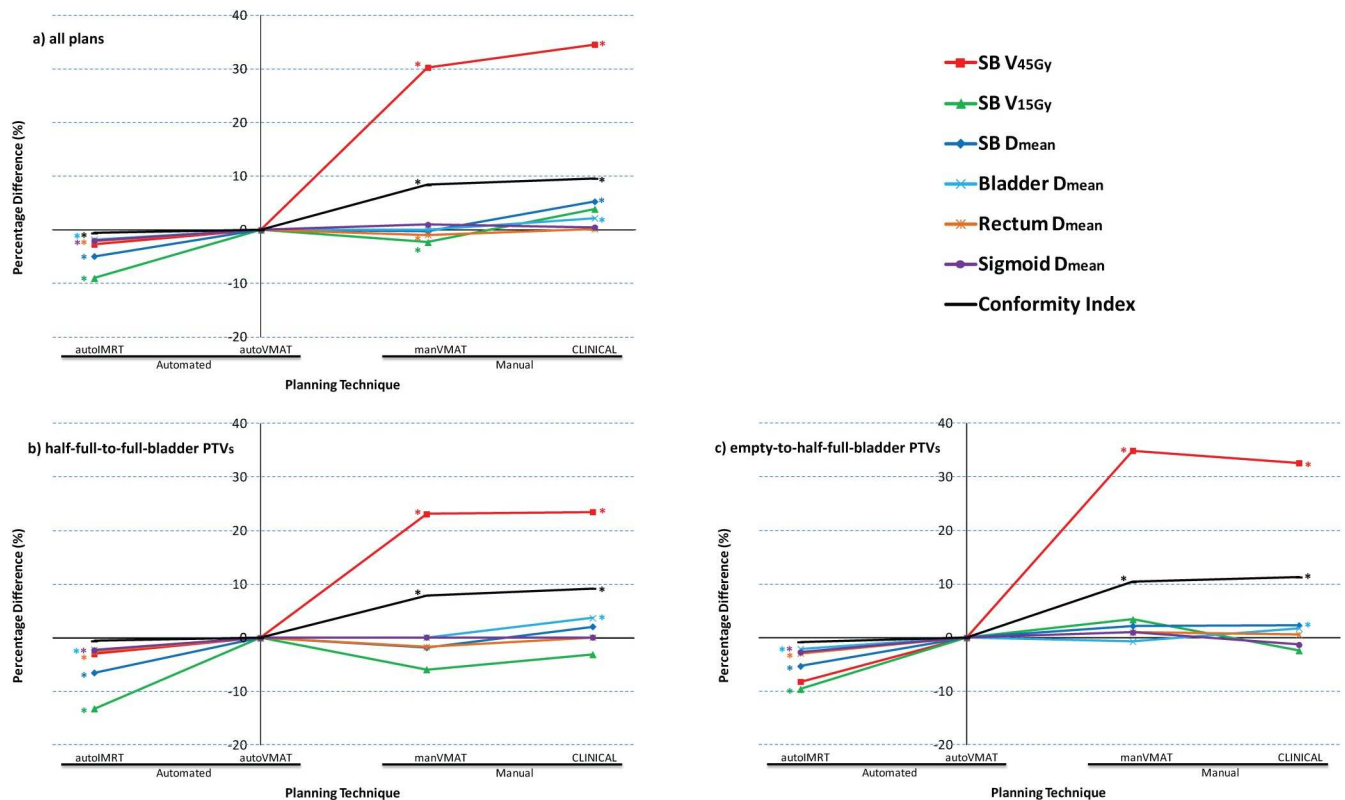 a) all plans
40
30
20
10
0
-10
-20
Percentage Difference (%)
*
*
*
*
*
*
*
*
*
*
*
*
*
*
autoIMRT autoVMAT manVMAT CLINICAL
Automated Manual
Planning Technique
SB V45Gy
SB V15Gy
SB Dmean
Bladder Dmean
Rectum Dmean
Sigmoid Dmean
Conformity Index
b) half-full-to-full-bladder PTVs
40
30
20
10
0
-10
-20
Percentage Difference (%)
*
*
*
*
*
*
*
*
*
*
autoIMRT autoVMAT manVMAT CLINICAL
Automated Manual
Planning Technique
c) empty-to-half-full-bladder PTVs
40
30
20
10
0
-10
-20
Percentage Difference (%)
*
*
*
*
*
*
*
*
*
*
autoIMRT autoVMAT manVMAT CLINICAL
Automated Manual
Planning Technique